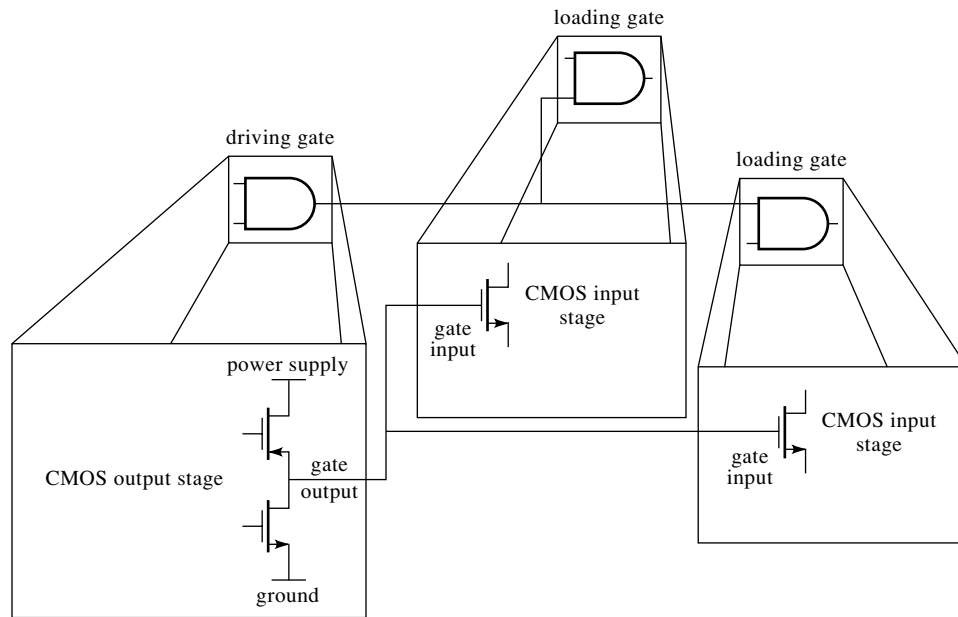 loading gate
driving gate
loading gate
CMOS input
stage
gate
input
power supply
CMOS input
stage
gate
input
CMOS output stage
gate
output
ground